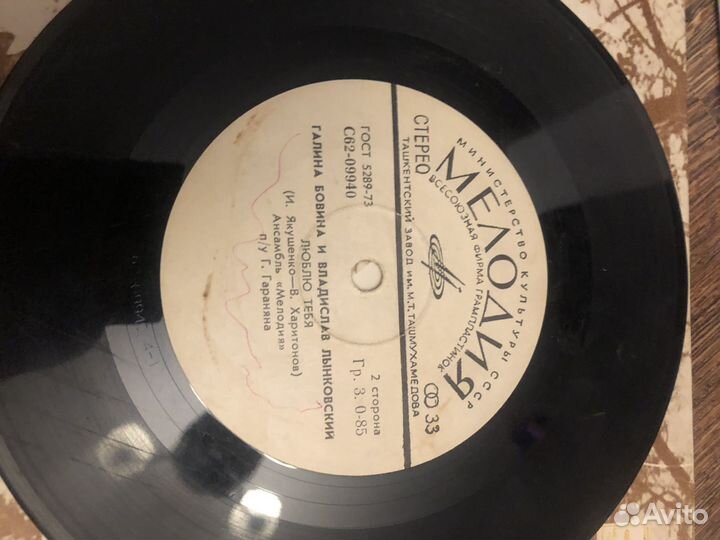 МИНИСТЕРСТВО КУЛЬТУРЫ СССР
МЕЛОДИЯ
ВСЕСОЮЗНАЯ ФИРМА ГРАМПЛАСТИНОК
ТАШКЕНТСКИЙ ЗАВОД ИМ. М.Т. ТАШМУХАМЕДОВА
СТЕРЕО
33
ГОСТ 5289-73
С62-09940
2 сторона
Гр. 3. 0-85
ГАЛИНА БОВИНА И ВЛАДИСЛАВ ЛЫНКОВСКИЙ
ЛЮБЛЮ ТЕБЯ
(И. Якушенко—В. Харитонов)
Ансамбль «Мелодия»
п/у Г. Гараняна
Avito